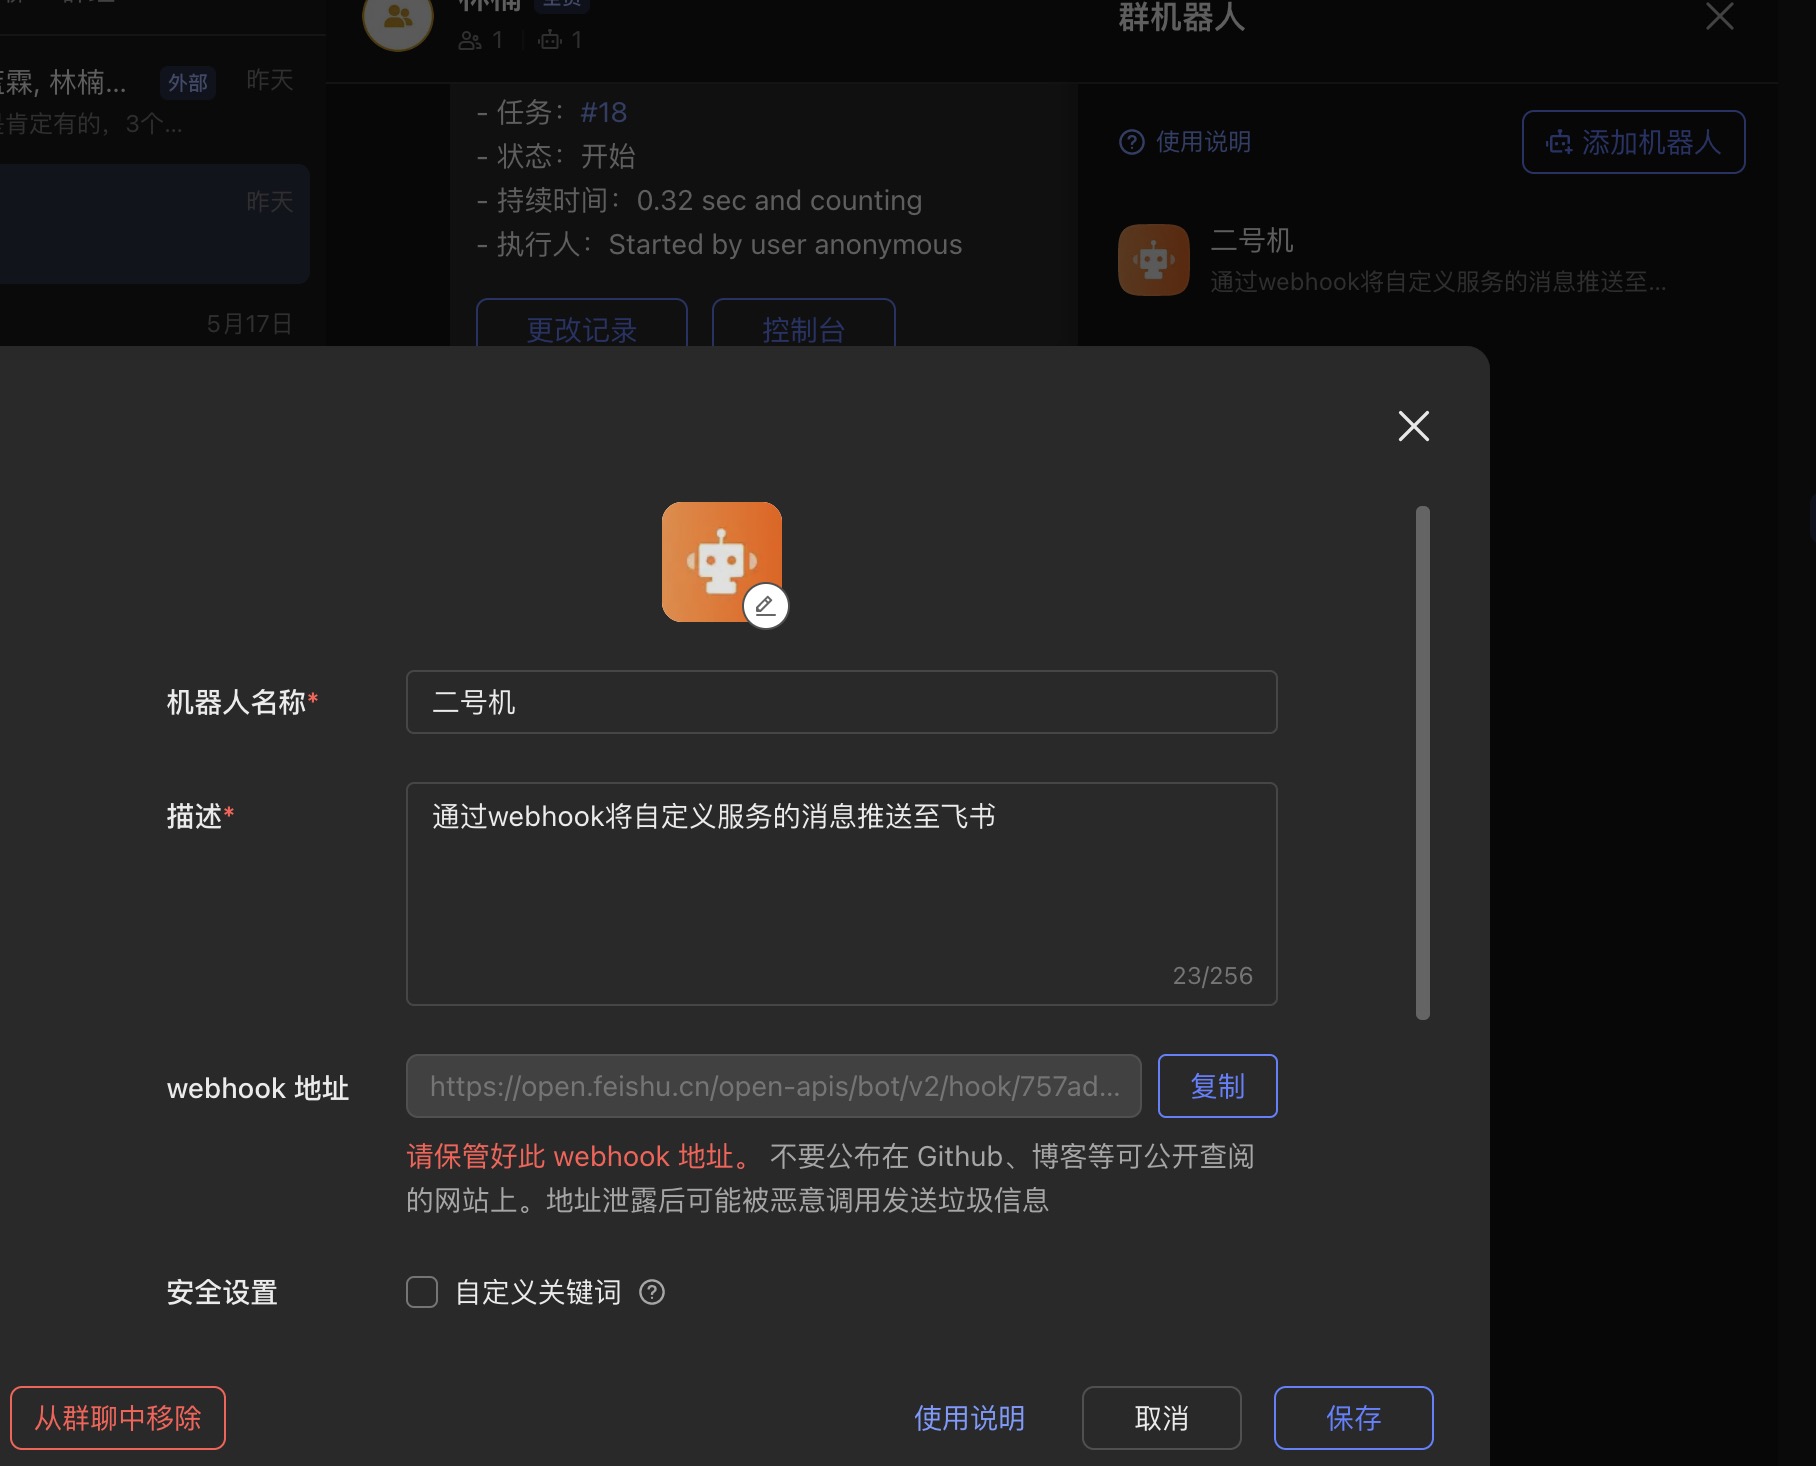 林楠 全员
1 1
群机器人
霖, 林楠... 外部 昨天
肯定有的，3个...
昨天
5月17日
- 任务：#18
- 状态：开始
- 持续时间：0.32 sec and counting
- 执行人：Started by user anonymous
更改记录 控制台
使用说明 添加机器人
二号机
通过webhook将自定义服务的消息推送至...
机器人名称* 二号机
描述* 通过webhook将自定义服务的消息推送至飞书
23/256
webhook 地址 https://open.feishu.cn/open-apis/bot/v2/hook/757ad... 复制
请保管好此 webhook 地址。 不要公布在 Github、博客等可公开查阅
的网站上。地址泄露后可能被恶意调用发送垃圾信息
安全设置 自定义关键词
从群聊中移除 使用说明 取消 保存